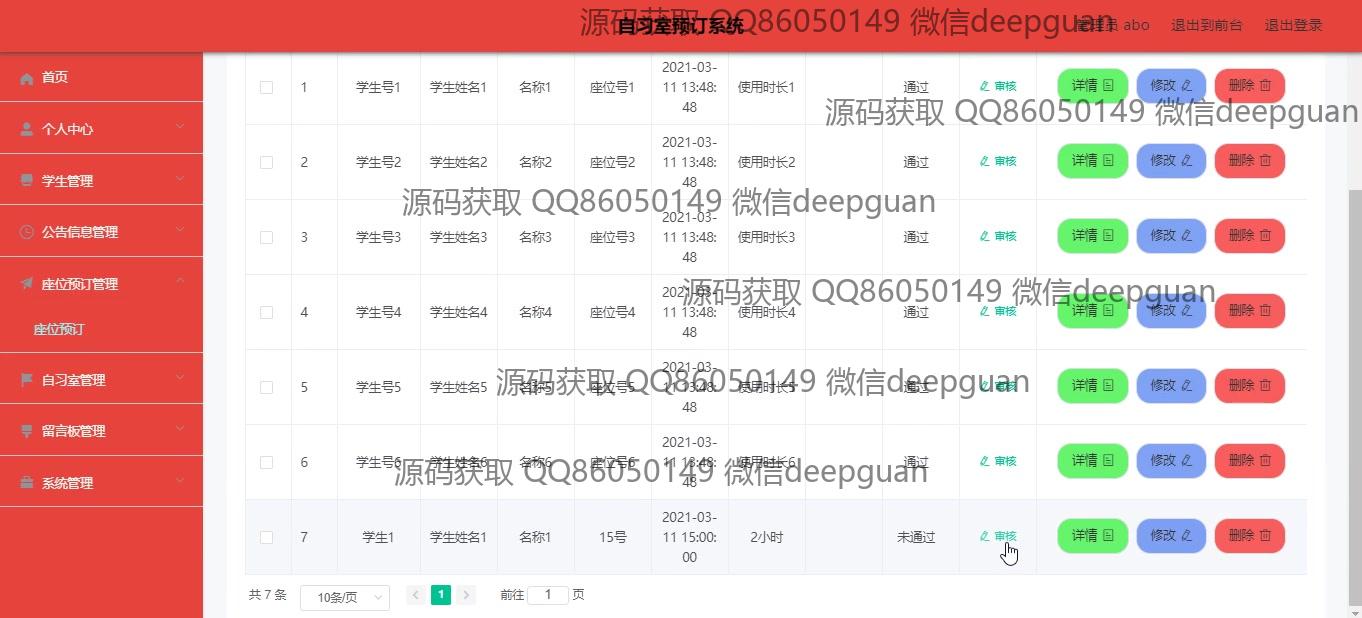 自习室预订系统
管理员 abo 退出到前台 退出登录
源码获取 QQ86050149 微信deepguan
首页
个人中心
学生管理
公告信息管理
座位预订管理
座位预订
自习室管理
留言板管理
系统管理
1 学生号1 学生姓名1 名称1 座位号1 2021-03-11 13:48:48 使用时长1 通过 审核 详情 修改 删除
源码获取 QQ86050149 微信deepguan
2 学生号2 学生姓名2 名称2 座位号2 2021-03-11 13:48:48 使用时长2 通过 审核 详情 修改 删除
源码获取 QQ86050149 微信deepguan
3 学生号3 学生姓名3 名称3 座位号3 2021-03-11 13:48:48 使用时长3 通过 审核 详情 修改 删除
源码获取 QQ86050149 微信deepguan
4 学生号4 学生姓名4 名称4 座位号4 2021-03-11 13:48:48 使用时长4 通过 审核 详情 修改 删除
5 学生号5 学生姓名5 名称5 座位号5 2021-03-11 13:48:48 使用时长5 通过 审核 详情 修改 删除
源码获取 QQ86050149 微信deepguan
6 学生号6 学生姓名6 名称6 座位号6 2021-03-11 13:48:48 使用时长6 通过 审核 详情 修改 删除
源码获取 QQ86050149 微信deepguan
7 学生1 学生姓名1 名称1 15号 2021-03-11 15:00:00 2小时 未通过 审核 详情 修改 删除
共 7 条 10条/页 1 前往 1 页